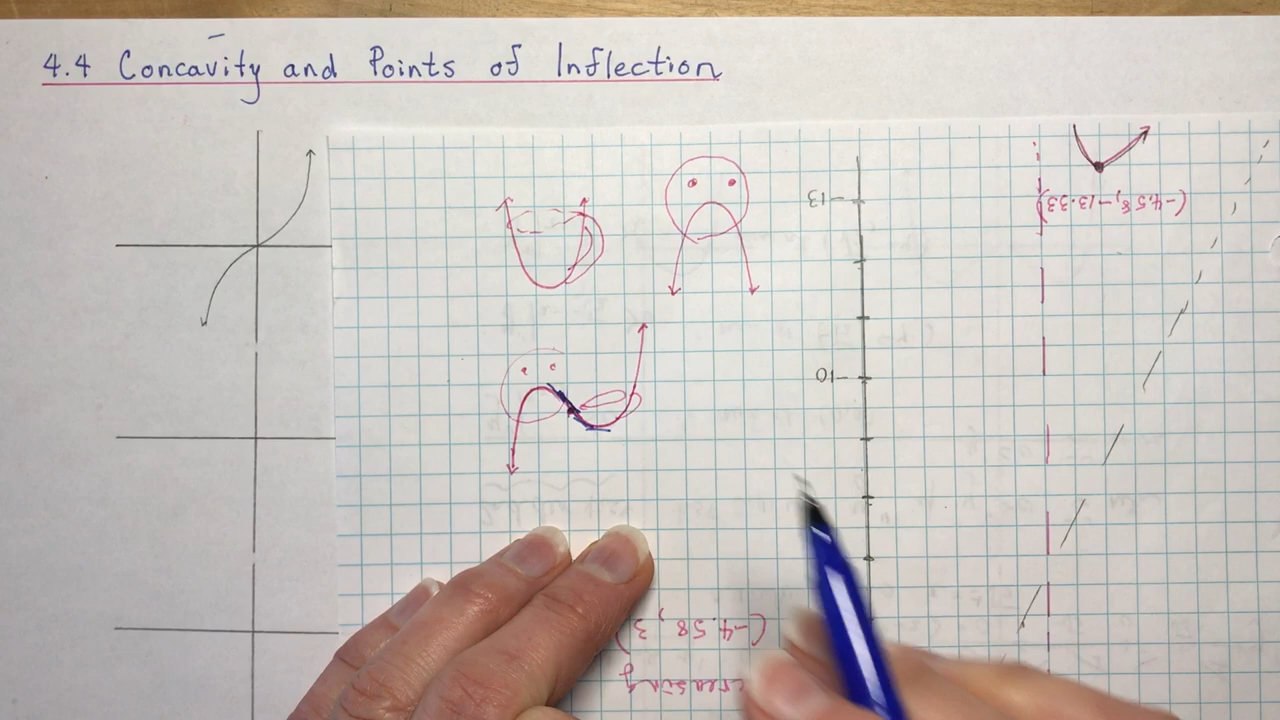 4.4 Concavity and Points of Inflection
-13
(-4.58, -13.33)
-10
(-4.58, 3)